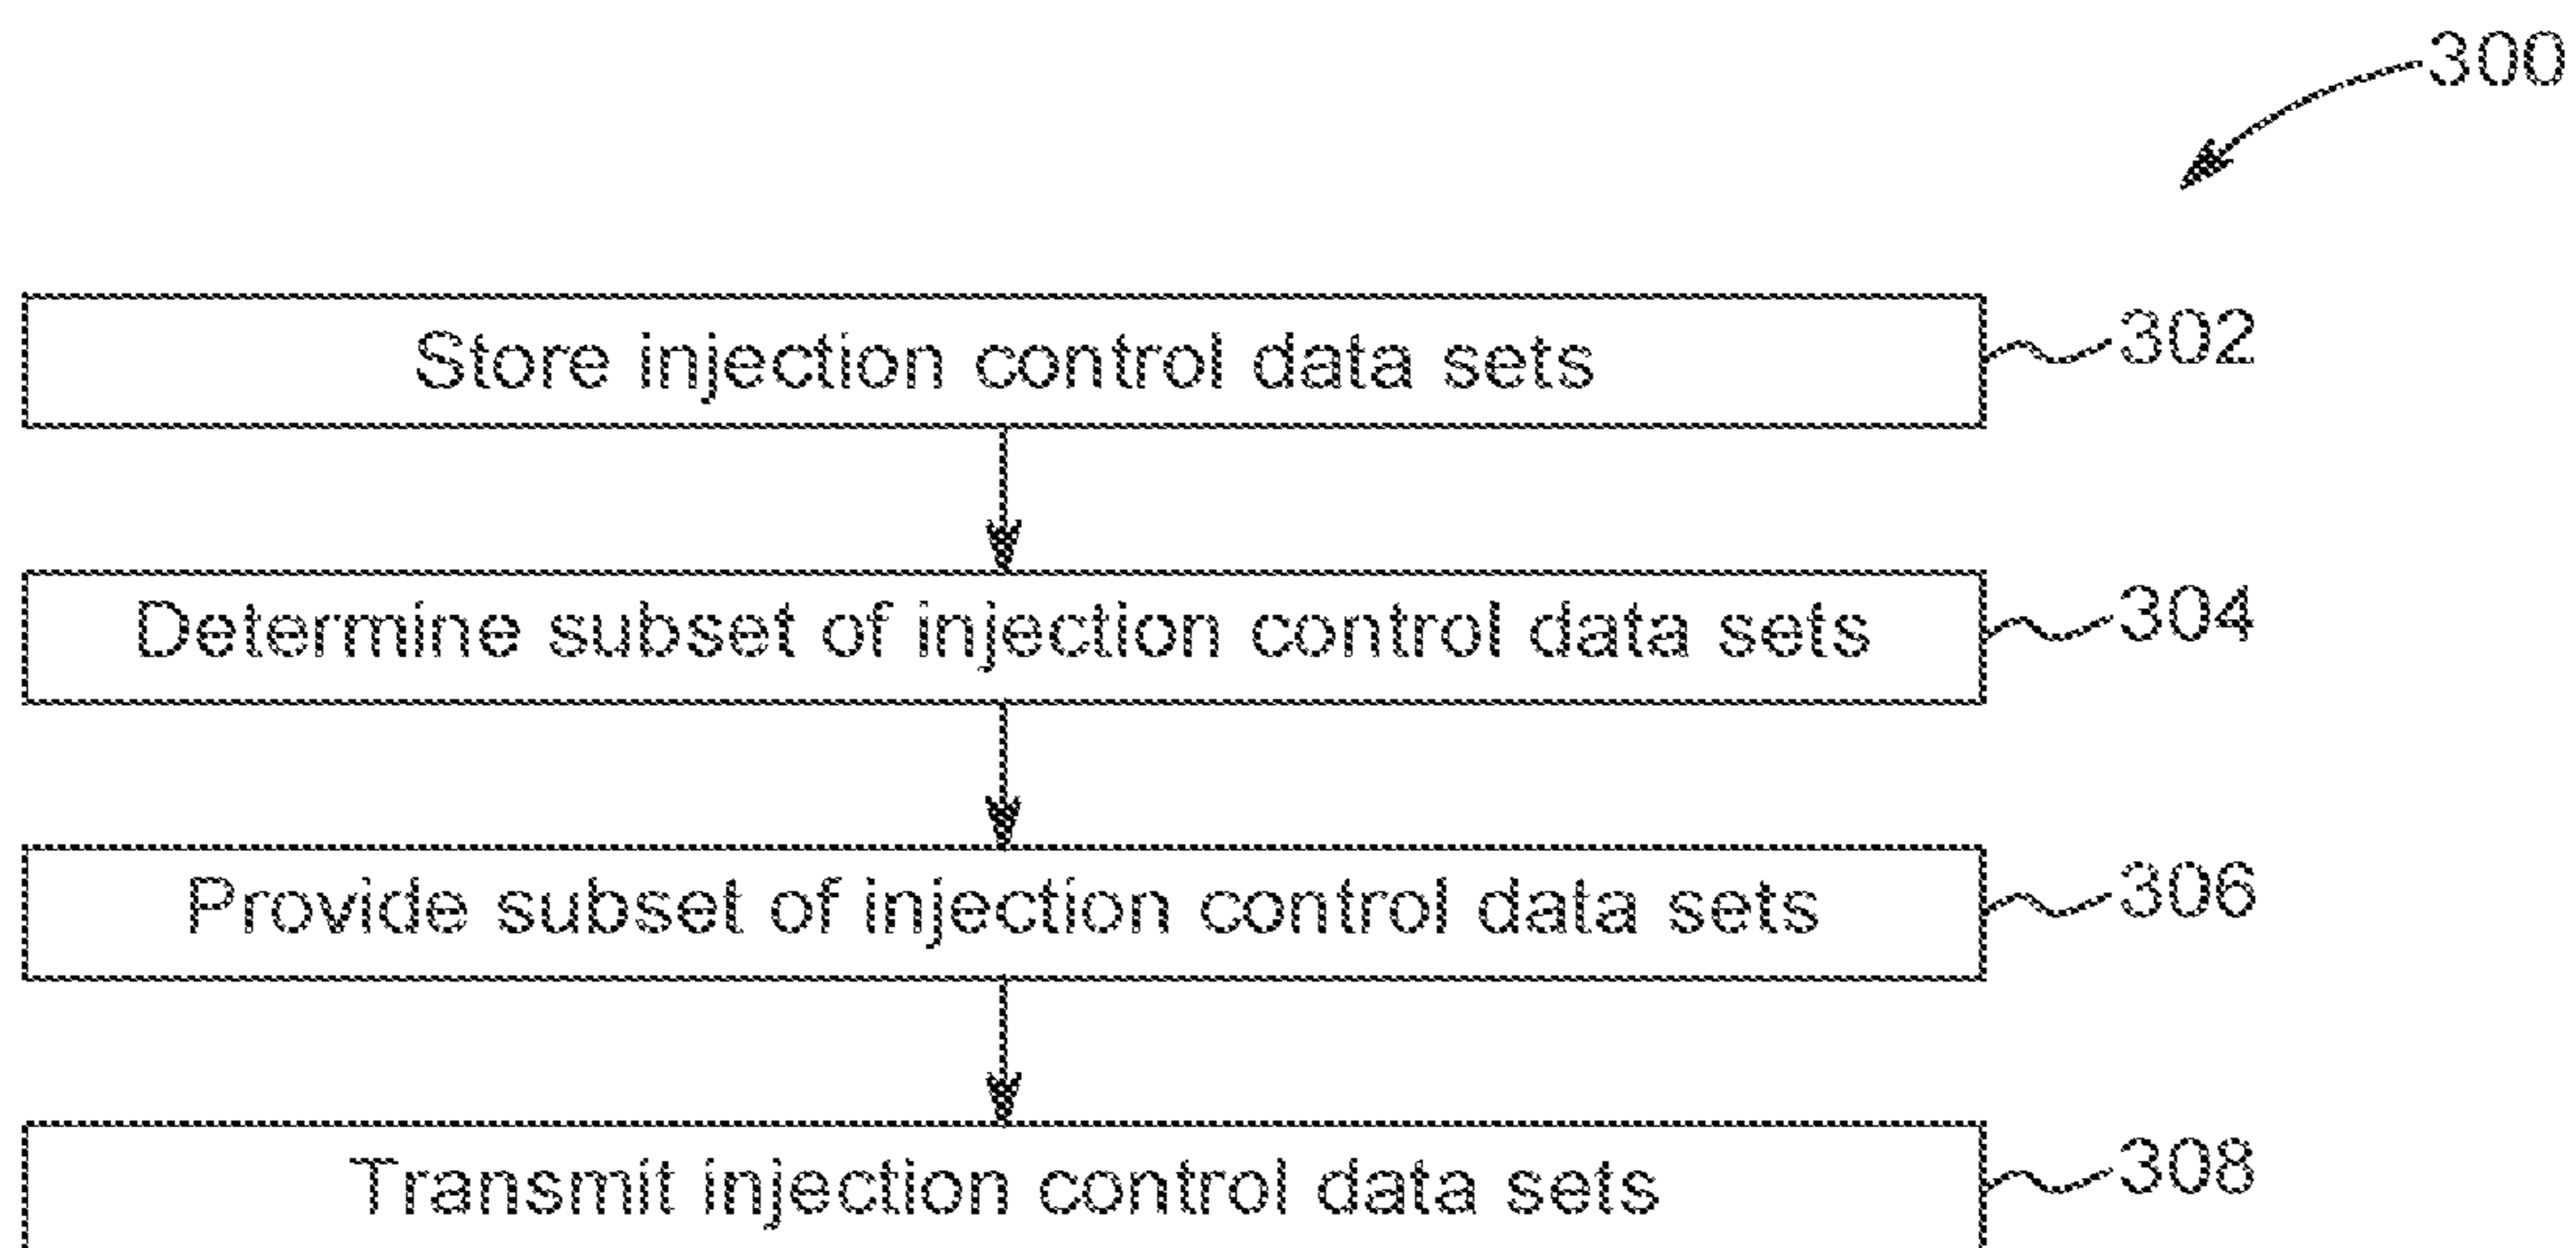 300
Store injection control data sets 302
Determine subset of injection control data sets 304
Provide subset of injection control data sets 306
Transmit injection control data sets 308